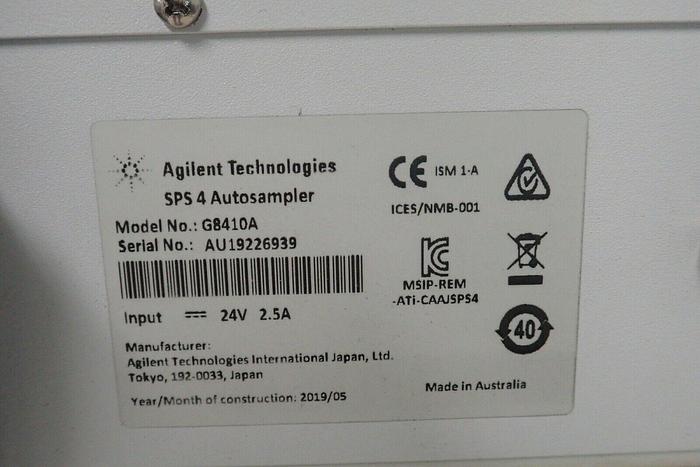 Agilent Technologies
SPS 4 Autosampler
Model No.: G8410A
Serial No.: AU19226939
Input 24V 2.5A
Manufacturer:
Agilent Technologies International Japan, Ltd.
Tokyo, 192-0033, Japan
Year/Month of construction: 2019/05
CE ISM 1-A
ICES/NMB-001
MSIP-REM
-ATi-CAAJSPS4
40
Made in Australia